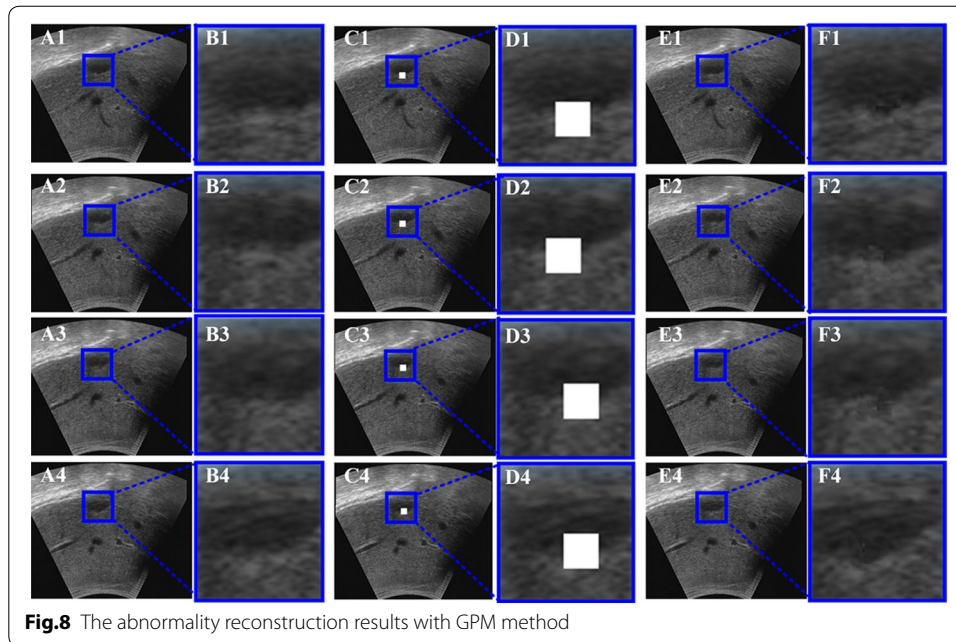 A1 B1 C1 D1 E1 F1
A2 B2 C2 D2 E2 F2
A3 B3 C3 D3 E3 F3
A4 B4 C4 D4 E4 F4
Fig.8 The abnormality reconstruction results with GPM method